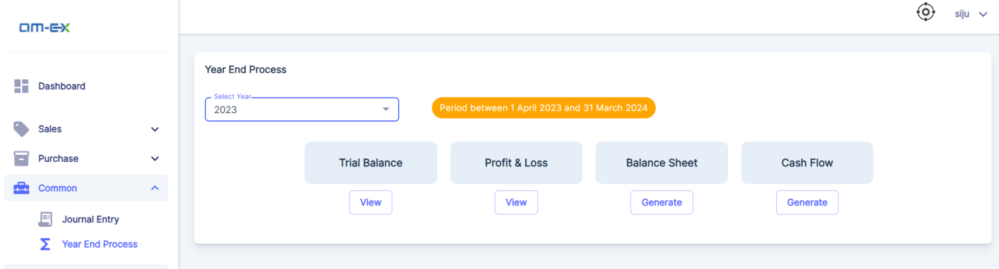 siju
am-ex
Year End Process
Dashboard
Select Year
2023
Period between 1 April 2023 and 31 March 2024
Sales
Purchase
Trial Balance
Profit & Loss
Balance Sheet
Cash Flow
Common
View
View
Generate
Generate
Journal Entry
Year End Process